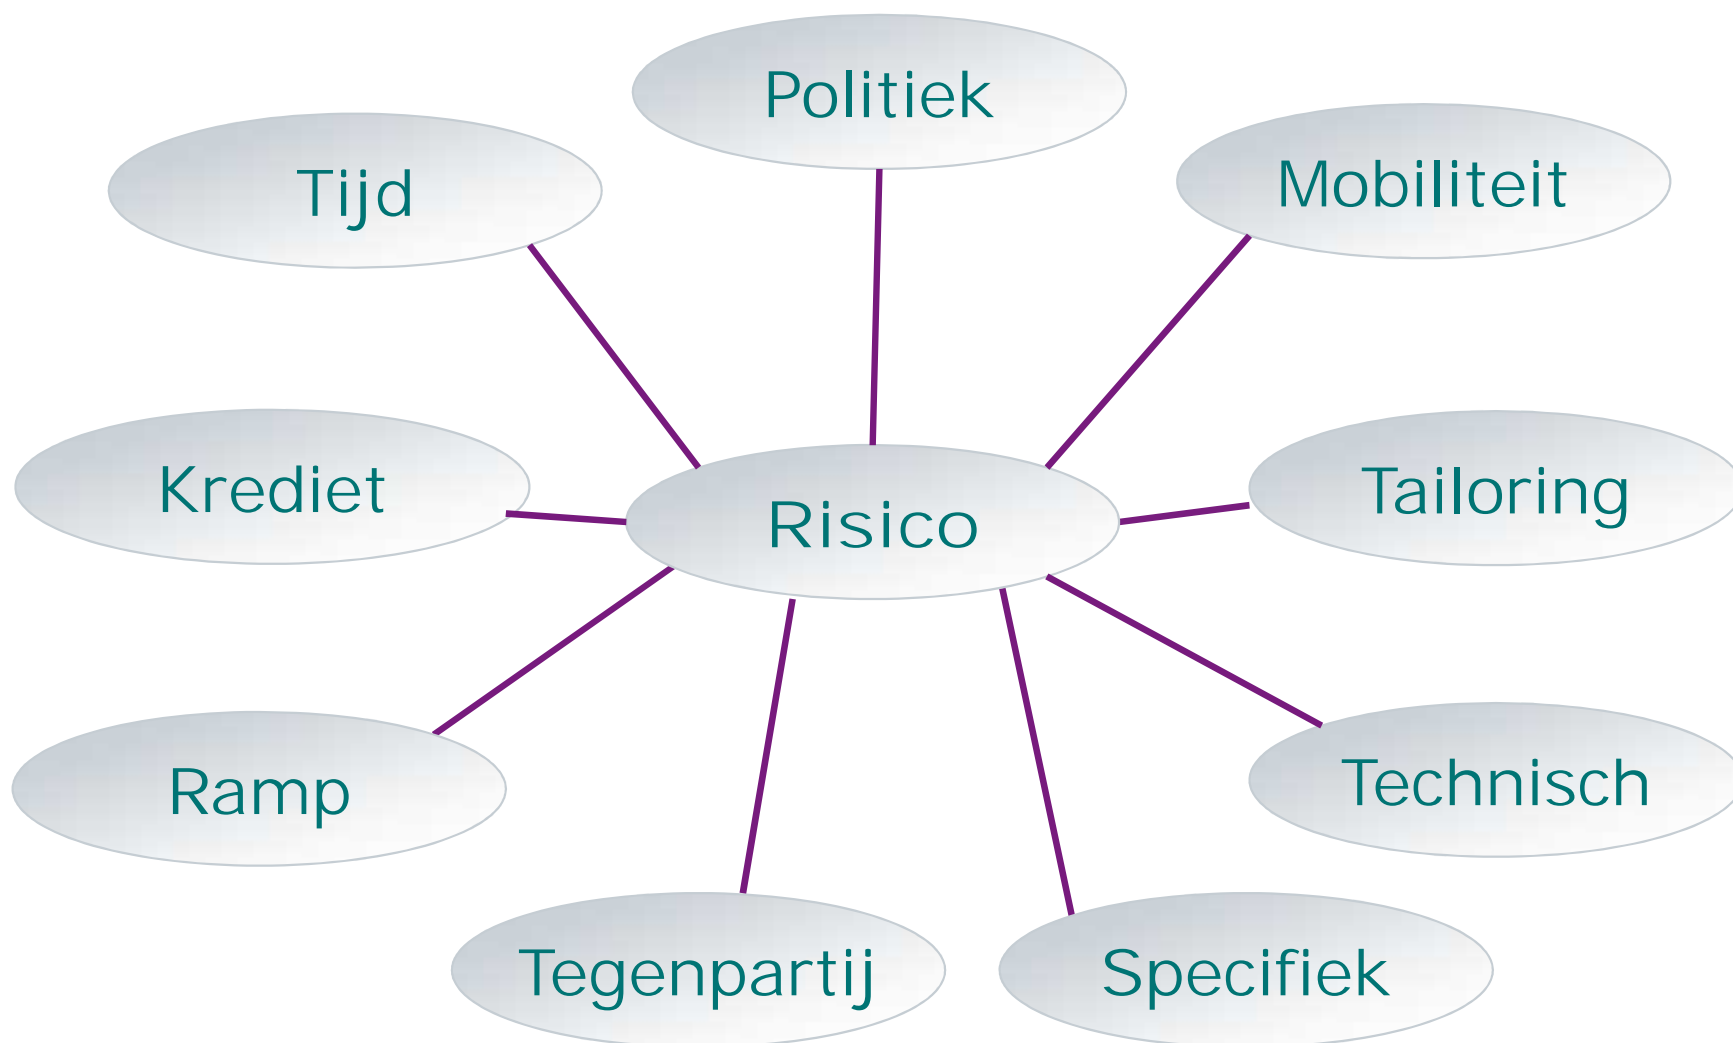 Politiek
Tijd
Mobiliteit
Krediet
Risico
Tailoring
Ramp
Technisch
Tegenpartij
Specifiek